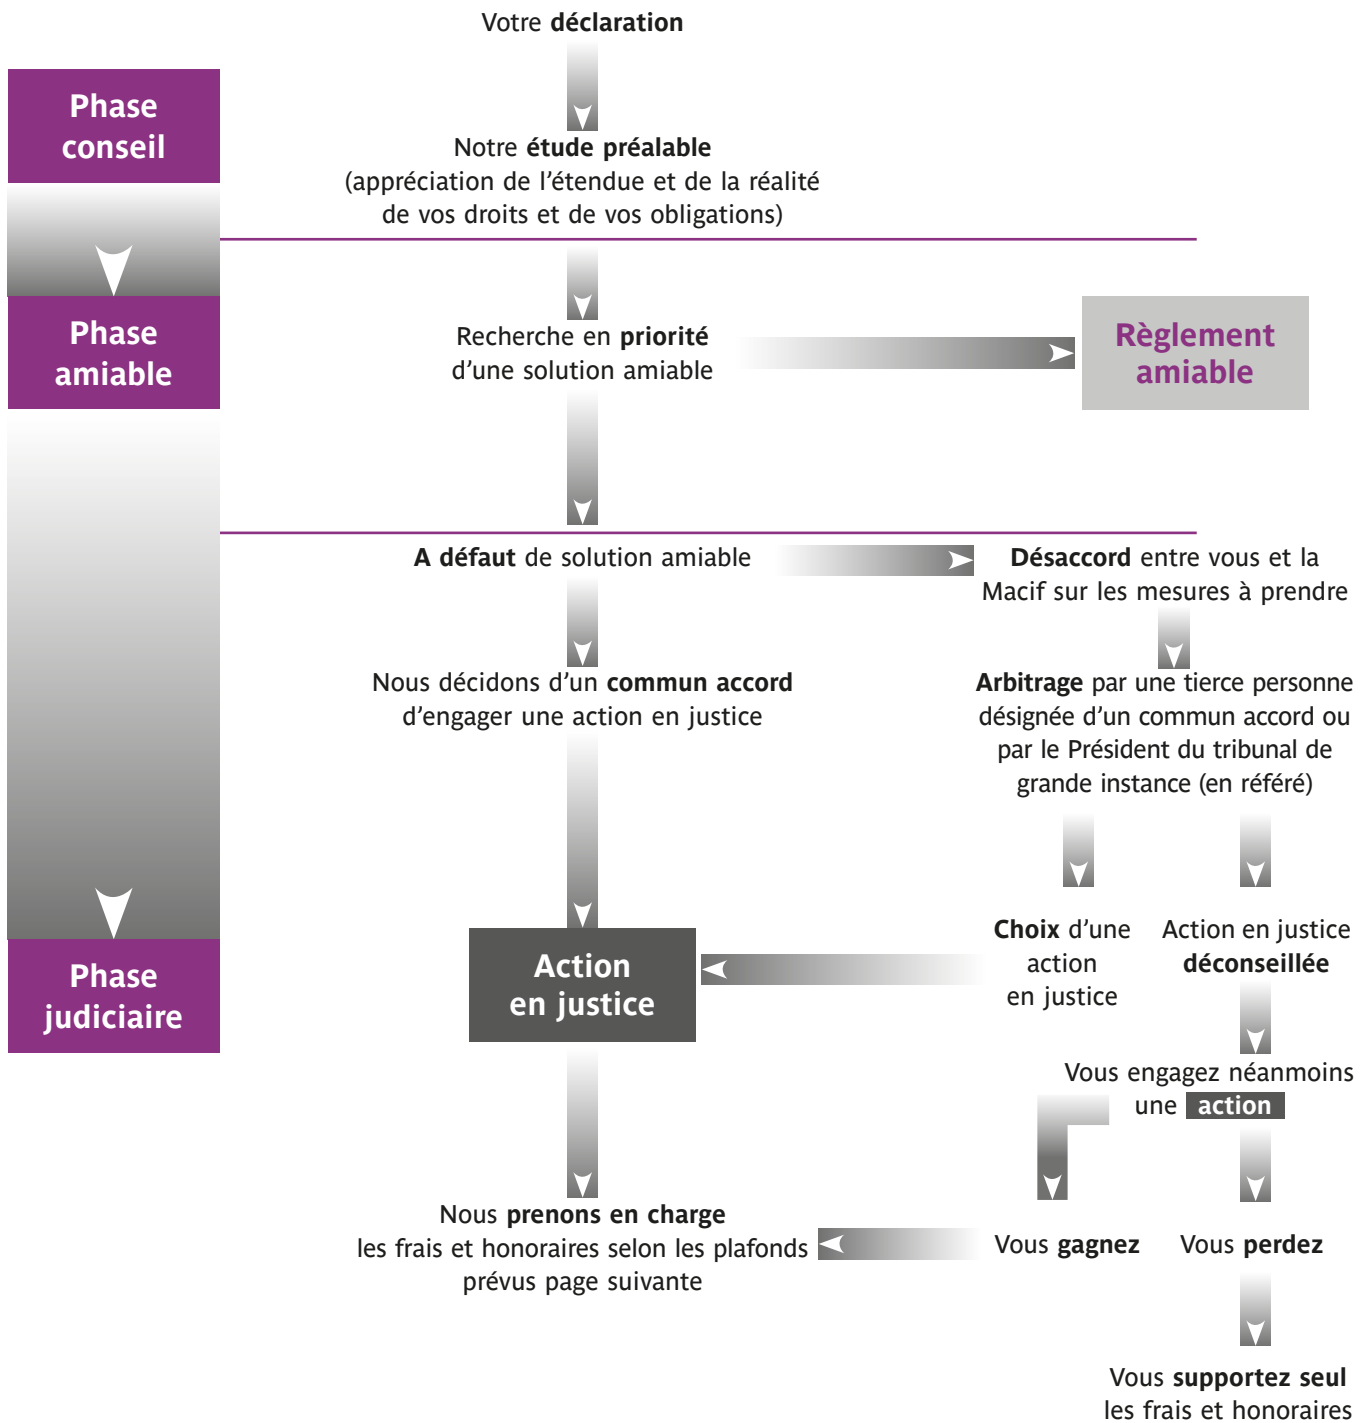 Votre déclaration
Phase
conseil
Notre étude préalable
(appréciation de l’étendue et de la réalité
de vos droits et de vos obligations)
Phase
amiable
Recherche en priorité
d’une solution amiable
Règlement
amiable
A défaut de solution amiable
Désaccord entre vous et la
Macif sur les mesures à prendre
Nous décidons d’un commun accord
d’engager une action en justice
Arbitrage par une tierce personne
désignée d’un commun accord ou
par le Président du tribunal de
grande instance (en référé)
Phase
judiciaire
Action
en justice
Choix d’une
action
en justice
Action en justice
déconseillée
Vous engagez néanmoins
une action
Nous prenons en charge
les frais et honoraires selon les plafonds
prévus page suivante
Vous gagnez
Vous perdez
Vous supportez seul
les frais et honoraires